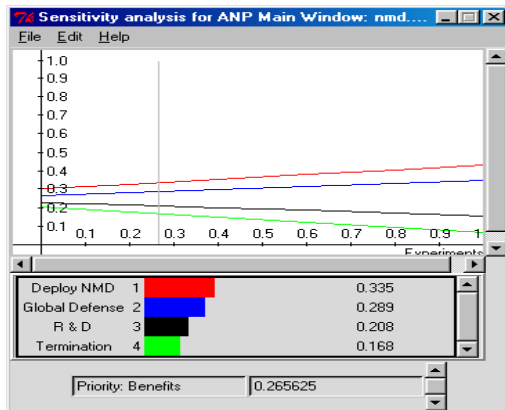 Sensitivity analysis for ANP Main Window: nmd....
File Edit Help
1.0
0.9
0.8
0.7
0.6
0.5
0.4
0.3
0.2
0.1
0.1 0.2 0.3 0.4 0.5 0.6 0.7 0.8 0.9 1
Experiments
Deploy NMD 1 0.335
Global Defense 2 0.289
R & D 3 0.208
Termination 4 0.168
Priority: Benefits 0.265625